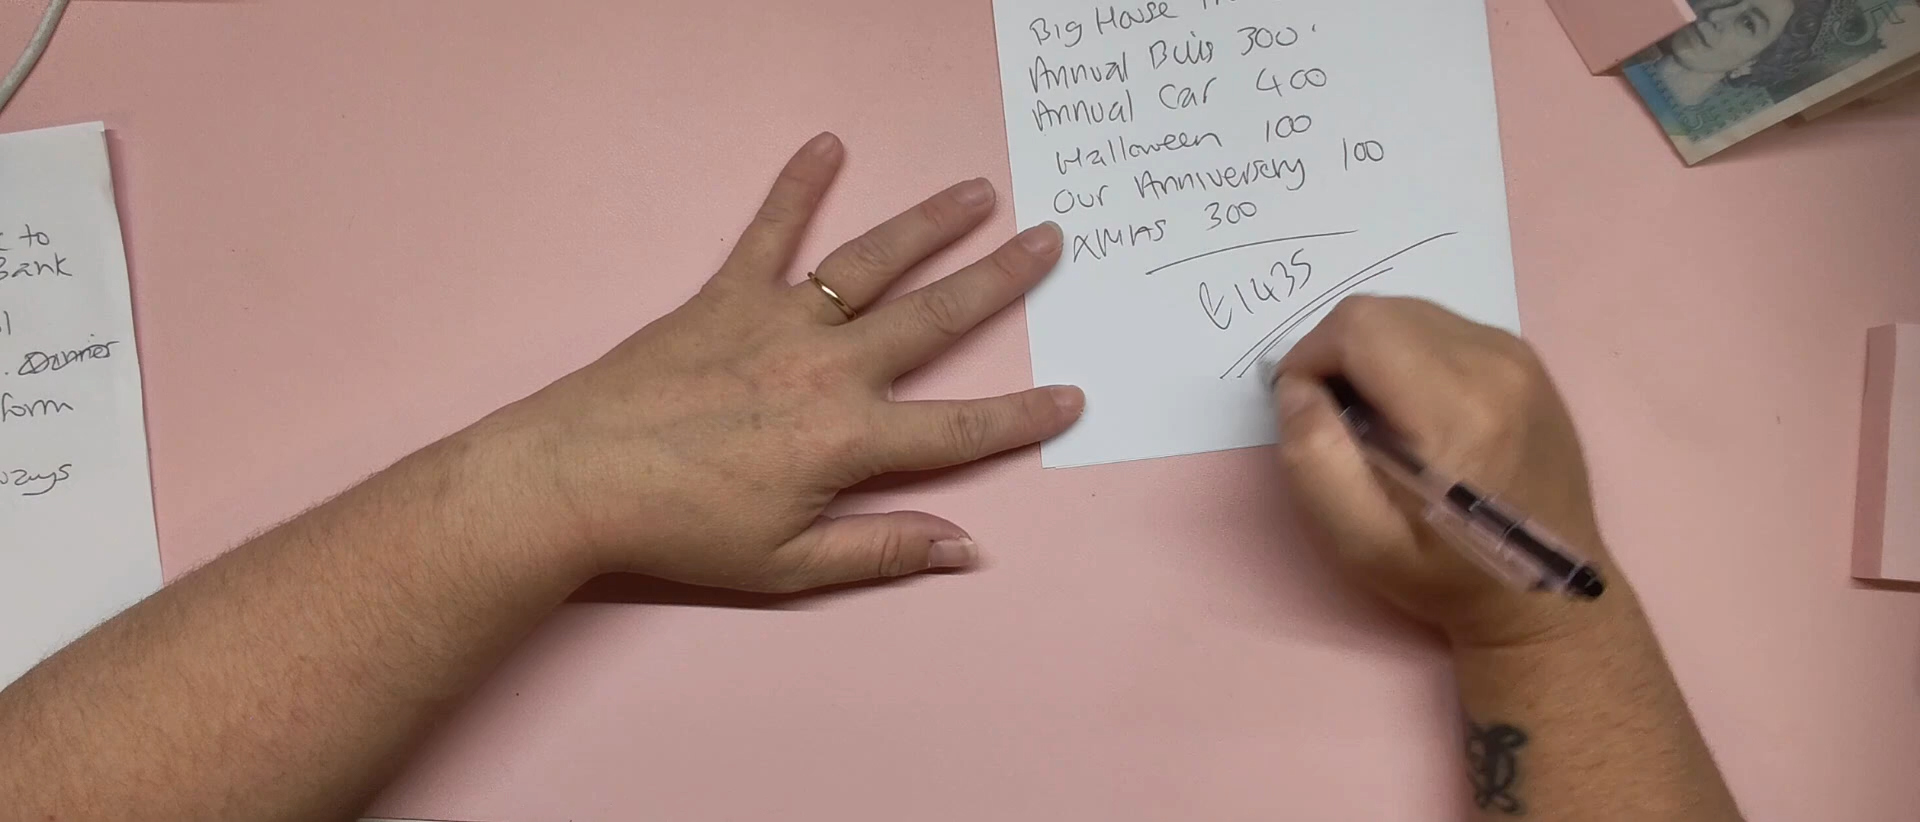 Big House
Annual Bills 300
Annual Car 400
Halloween 100
Our Anniversary 100
XMAS 300
£1435
to
Bank
form